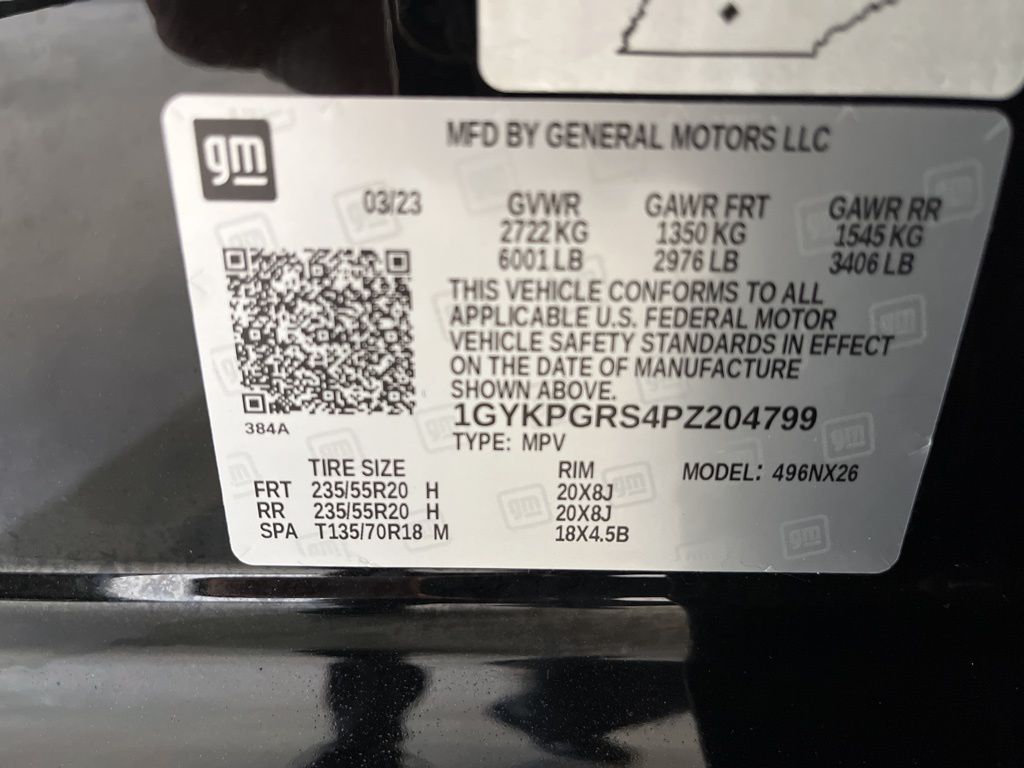 gm
MFD BY GENERAL MOTORS LLC
03/23 GVWR GAWR FRT GAWR RR
2722 KG 1350 KG 1545 KG
6001 LB 2976 LB 3406 LB
THIS VEHICLE CONFORMS TO ALL
APPLICABLE U.S. FEDERAL MOTOR
VEHICLE SAFETY STANDARDS IN EFFECT
ON THE DATE OF MANUFACTURE
SHOWN ABOVE.
1GYKPGRS4PZ204799
384A
TYPE: MPV
TIRE SIZE RIM MODEL: 496NX26
FRT 235/55R20 H 20X8J
RR 235/55R20 H 20X8J
SPA T135/70R18 M 18X4.5B